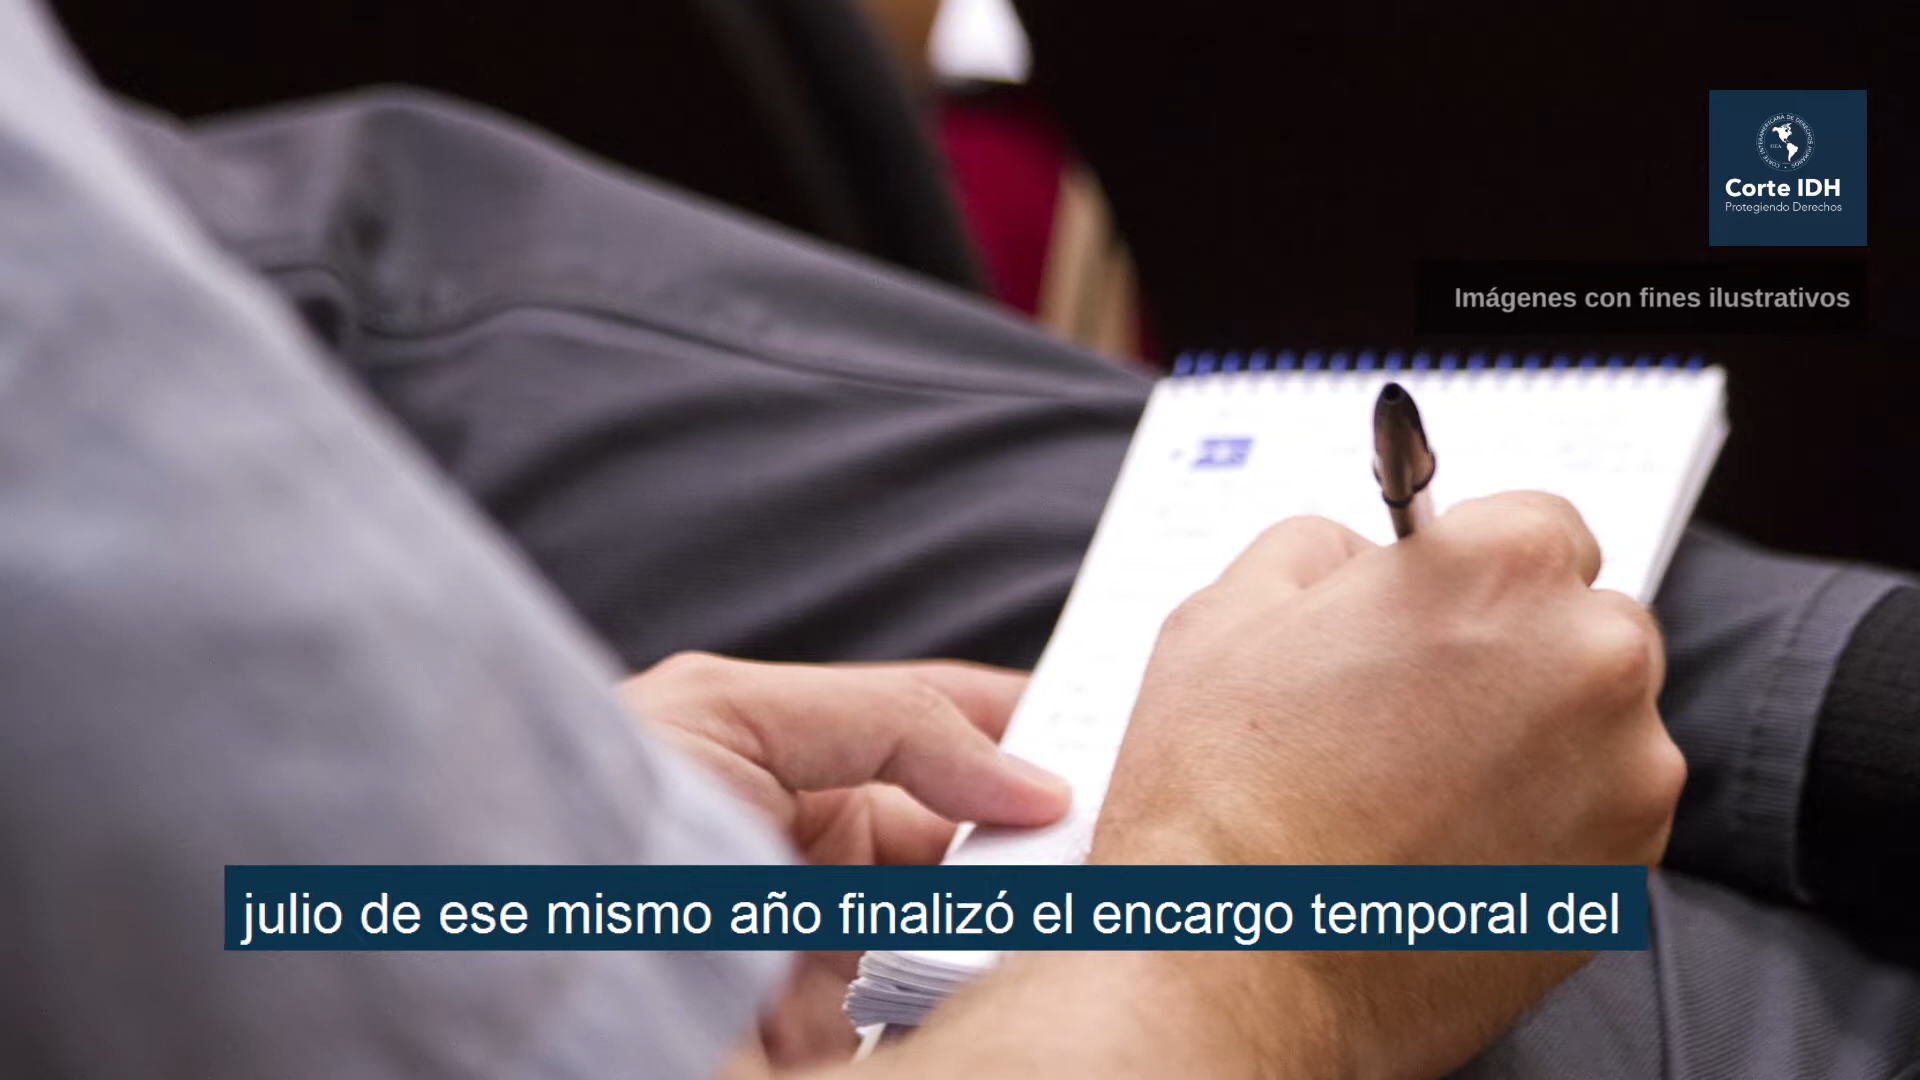 Corte IDH
Protegiendo Derechos
Imágenes con fines ilustrativos
julio de ese mismo año finalizó el encargo temporal del